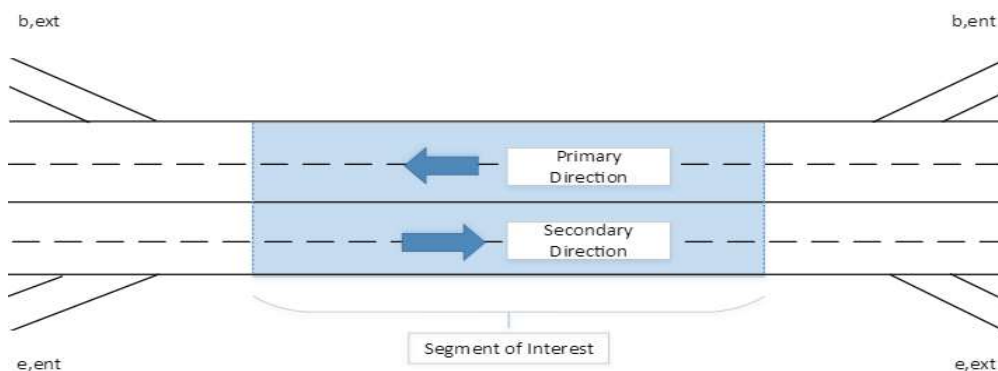 b,ext
b,ent
Primary
Direction
Secondary
Direction
Segment of Interest
e,ent
e,ext